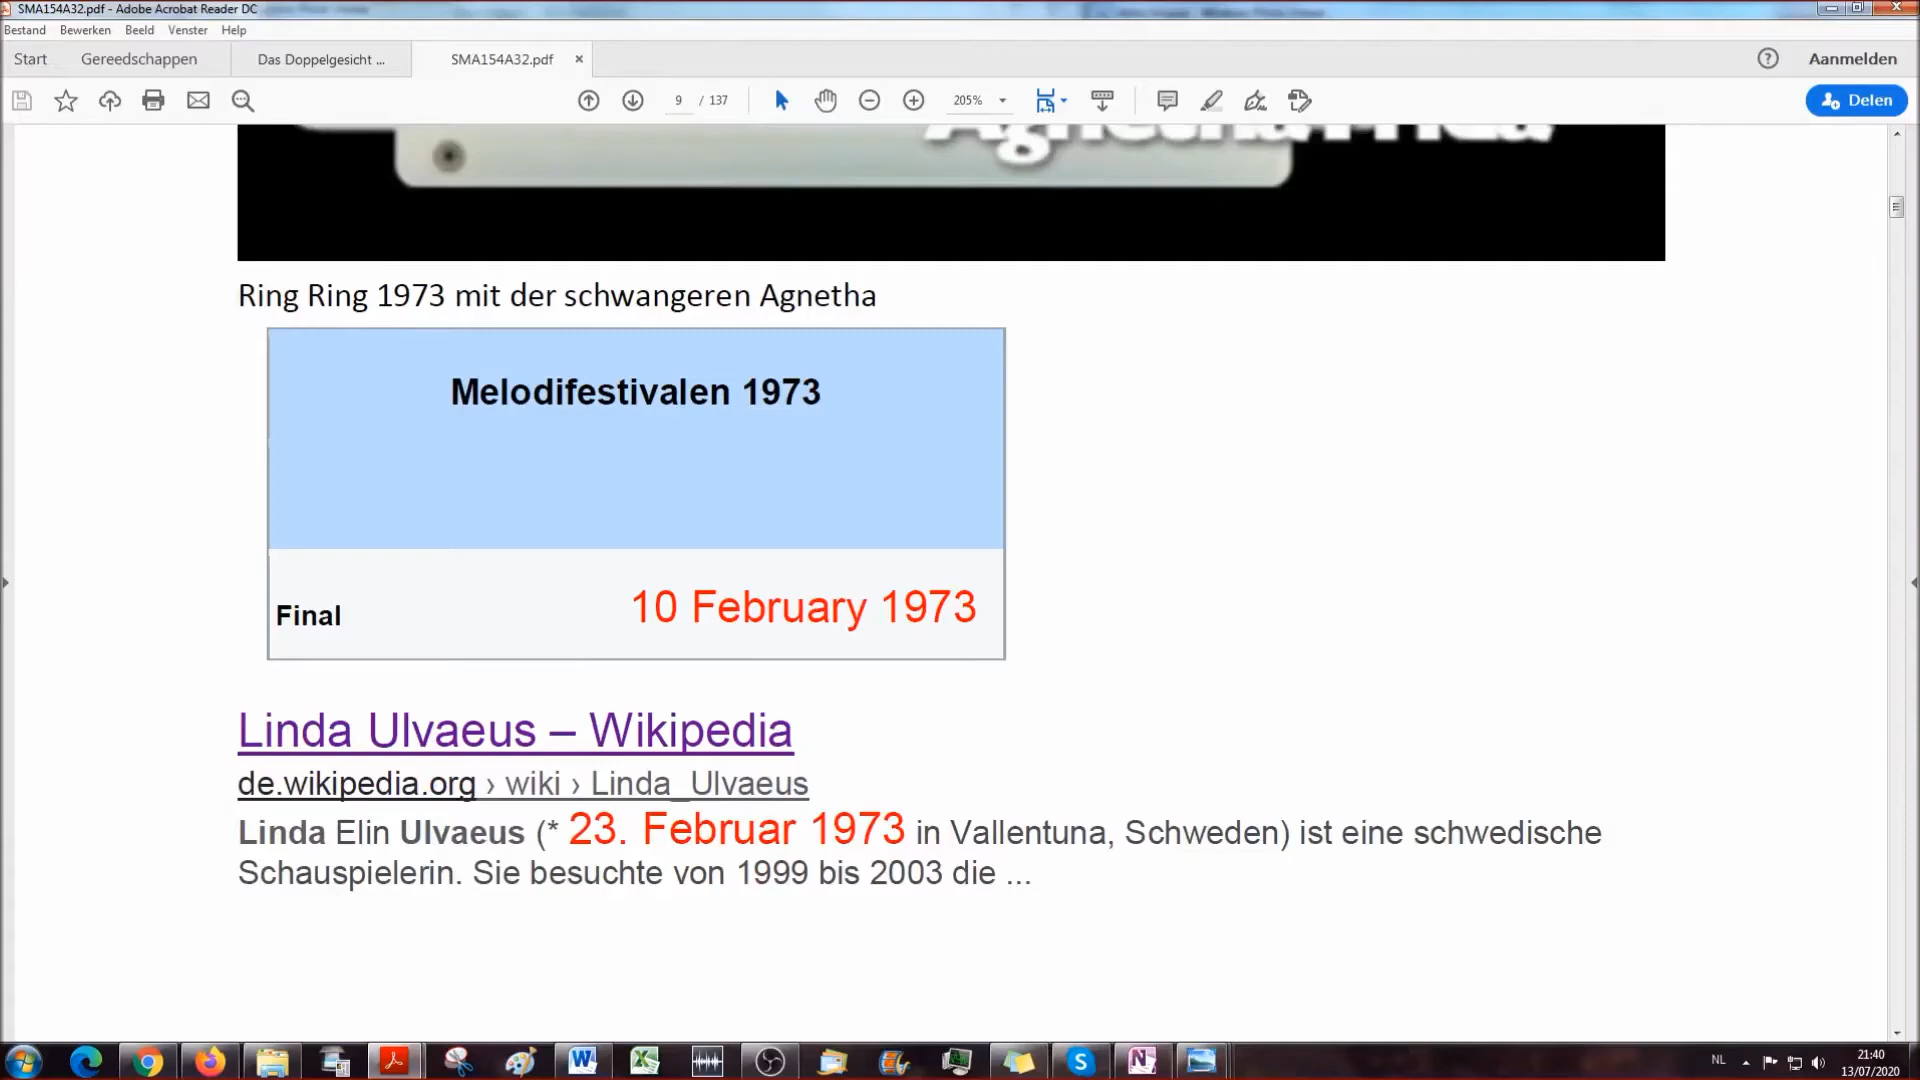 SMA154A32.pdf - Adobe Acrobat Reader DC
Bestand Bewerken Beeld Venster Help
Start Gereedschappen Das Doppelgesicht ... SMA154A32.pdf × Aanmelden
9 / 137 205% Delen
Ring Ring 1973 mit der schwangeren Agnetha
Melodifestivalen 1973
Final 10 February 1973
Linda Ulvaeus – Wikipedia
de.wikipedia.org › wiki › Linda_Ulvaeus
Linda Elin Ulvaeus (* 23. Februar 1973 in Vallentuna, Schweden) ist eine schwedische
Schauspielerin. Sie besuchte von 1999 bis 2003 die ...
NL 21:40
13/07/2020